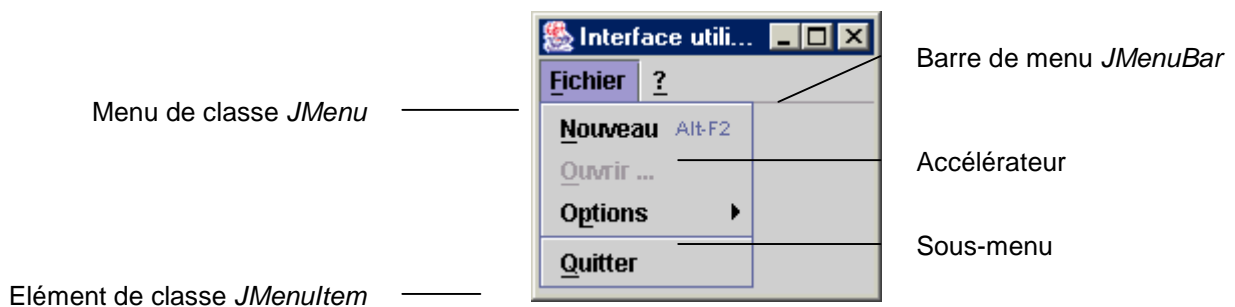 Interface utili...
Barre de menu JMenuBar
Fichier ?
Menu de classe JMenu
Nouveau Alt-F2
Accélérateur
Ouvrir ...
Options
Sous-menu
Quitter
Elément de classe JMenuItem